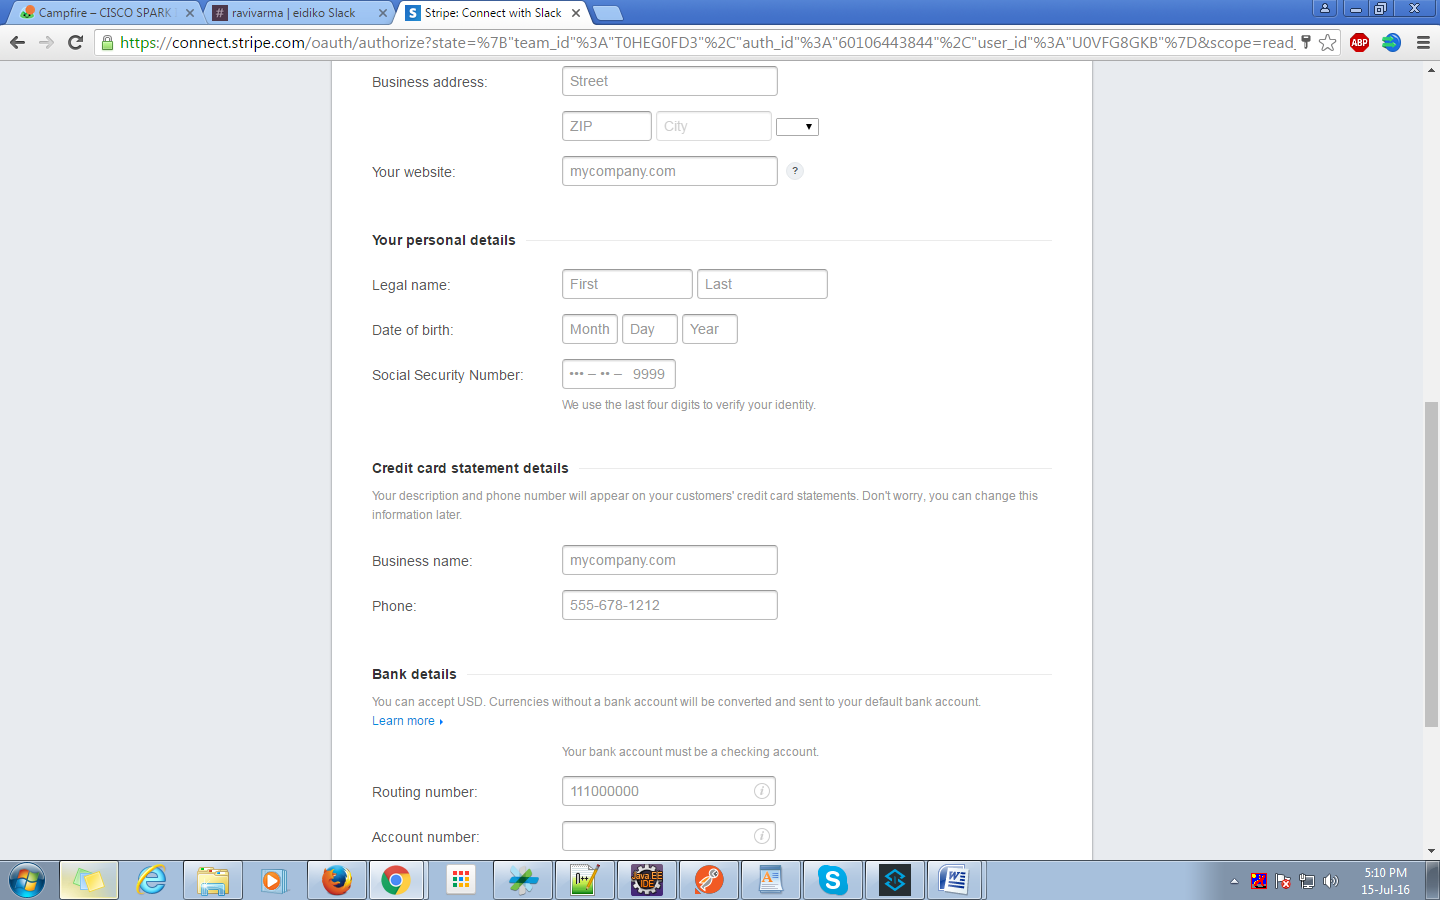 Campfire – CISCO SPARK
ravivarma | eidiko Slack
Stripe: Connect with Slack
https://connect.stripe.com/oauth/authorize?state=%7B"team_id"%3A"T0HEG0FD3"%2C"auth_id"%3A"60106443844"%2C"user_id"%3A"U0VFG8GKB"%7D&scope=read_
ABP
Business address:
Street
ZIP
City
Your website:
mycompany.com
?
Your personal details
Legal name:
First
Last
Date of birth:
Month
Day
Year
Social Security Number:
••• – •• – 9999
We use the last four digits to verify your identity.
Credit card statement details
Your description and phone number will appear on your customers' credit card statements. Don't worry, you can change this
information later.
Business name:
mycompany.com
Phone:
555-678-1212
Bank details
You can accept USD. Currencies without a bank account will be converted and sent to your default bank account.
Learn more
Your bank account must be a checking account.
Routing number:
111000000
Account number:
Java EE
IDE
5:10 PM
15-Jul-16